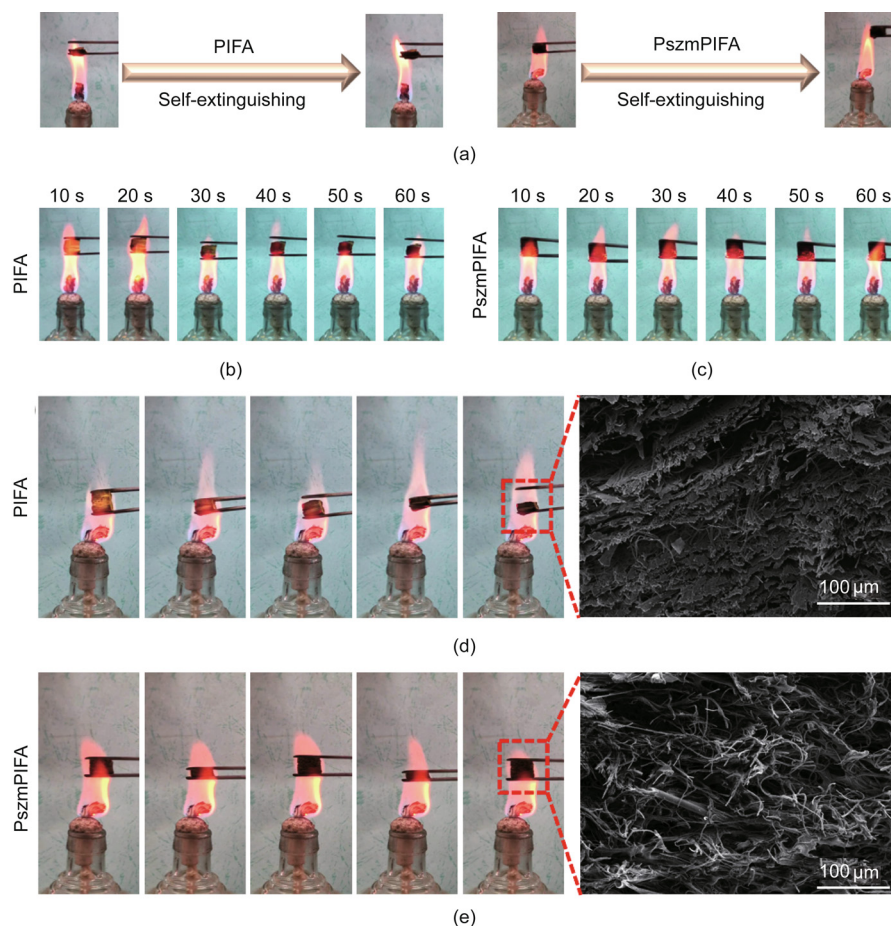 PIFA
Self-extinguishing
PszmPIFA
Self-extinguishing
(a)
10 s 20 s 30 s 40 s 50 s 60 s
PIFA
(b)
10 s 20 s 30 s 40 s 50 s 60 s
PszmPIFA
(c)
PIFA
100 μm
(d)
PszmPIFA
100 μm
(e)